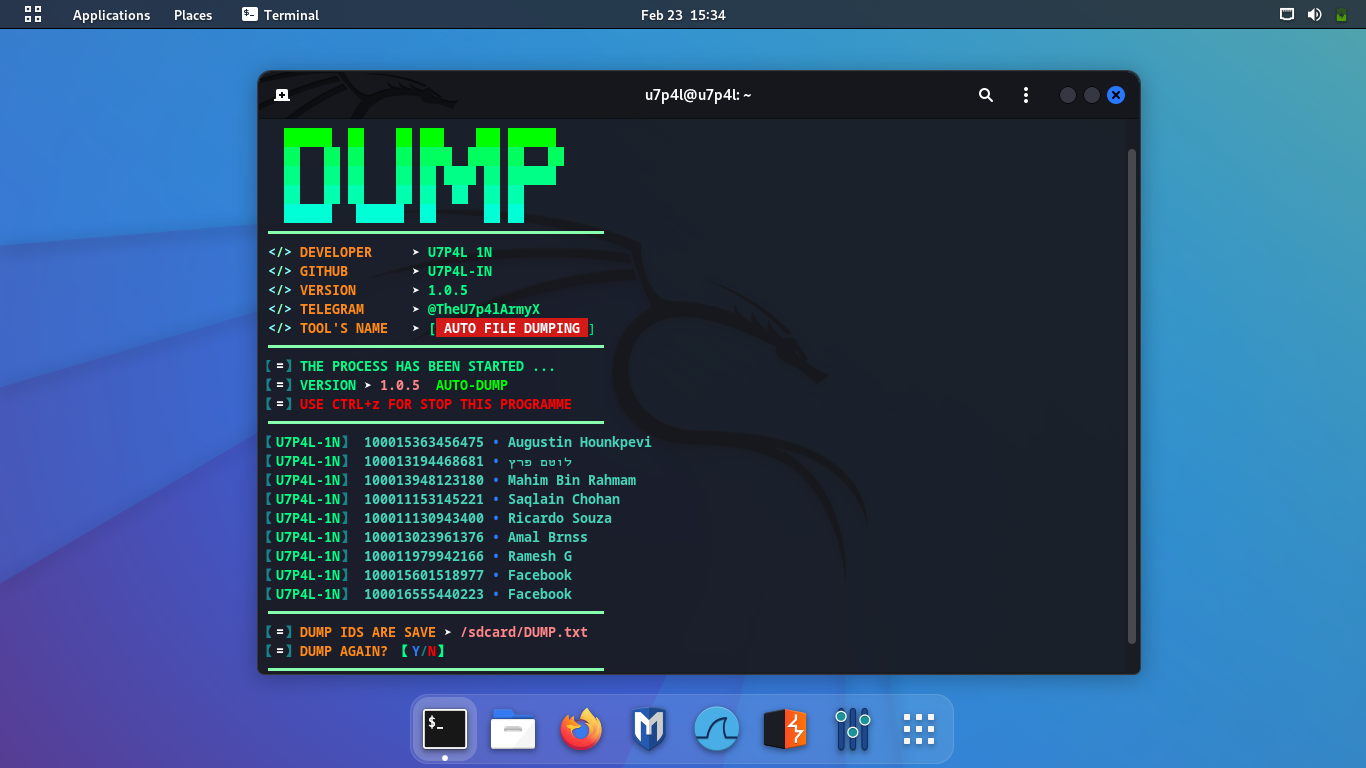 Applications Places Terminal Feb 23 15:34
u7p4l@u7p4l: ~
DUMP
</> DEVELOPER ➤ U7P4L 1N
</> GITHUB ➤ U7P4L-IN
</> VERSION ➤ 1.0.5
</> TELEGRAM ➤ @TheU7p4lArmyX
</> TOOL'S NAME ➤ [ AUTO FILE DUMPING ]
【=】THE PROCESS HAS BEEN STARTED ...
【=】VERSION ➤ 1.0.5 AUTO-DUMP
【=】USE CTRL+z FOR STOP THIS PROGRAMME
【U7P4L-1N】 100015363456475 • Augustin Hounkpevi
【U7P4L-1N】 100013194468681 • לוטם פרץ
【U7P4L-1N】 100013948123180 • Mahim Bin Rahmam
【U7P4L-1N】 100011153145221 • Saqlain Chohan
【U7P4L-1N】 100011130943400 • Ricardo Souza
【U7P4L-1N】 100013023961376 • Amal Brnss
【U7P4L-1N】 100011979942166 • Ramesh G
【U7P4L-1N】 100015601518977 • Facebook
【U7P4L-1N】 100016555440223 • Facebook
【=】DUMP IDS ARE SAVE ➤ /sdcard/DUMP.txt
【=】DUMP AGAIN? 【Y/N】
$_